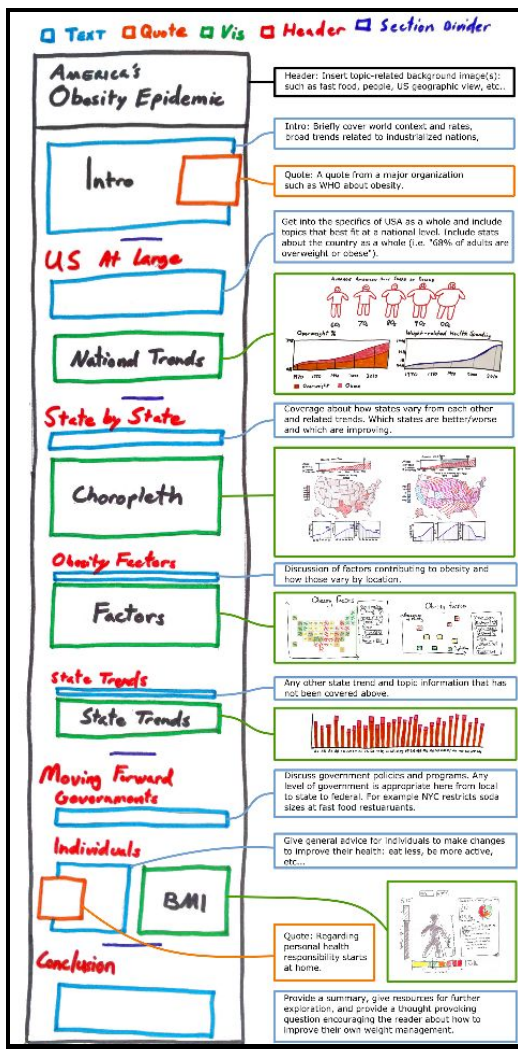 Text Quote Vis Header Section Divider
AMERICA'S
OBESITY EPIDEMIC
Header: Insert topic-related background image(s):
such as fast food, people, US geographic view, etc..
Intro: Briefly cover world context and rates,
broad trends related to industrialized nations,
Intro
Quote: A quote from a major organization
such as WHO about obesity.
Get into the specifics of USA as a whole and include
topics that best fit at a national level. Include stats
about the country as a whole (i.e. "68% of adults are
overweight or obese").
US At Large
National Trends
Overweight %
Weight-related Health Spending
1990
2000
2010
Overweight Obese
State by State
Coverage about how states vary from each other
and related trends. Which states are better/worse
and which are improving.
Choropleth
Obesity Factors
Discussion of factors contributing to obesity and
how those vary by location.
Factors
Obesity Factors
Obesity Factors
State Trends
Any other state trend and topic information that has
not been covered above.
State Trends
Moving Forward
Governments
Discuss government policies and programs. Any
level of government is appropriate here from local
to state to federal. For example NYC restricts soda
sizes at fast food restuaruants.
Individuals
Give general advice for individuals to make changes
to improve their health: eat less, be more active,
etc...
BMI
Quote: Regarding
personal health
responsibility starts
at home.
Conclusion
Provide a summary, give resources for further
exploration, and provide a thought provoking
question encouraging the reader about how to
improve their own weight management.